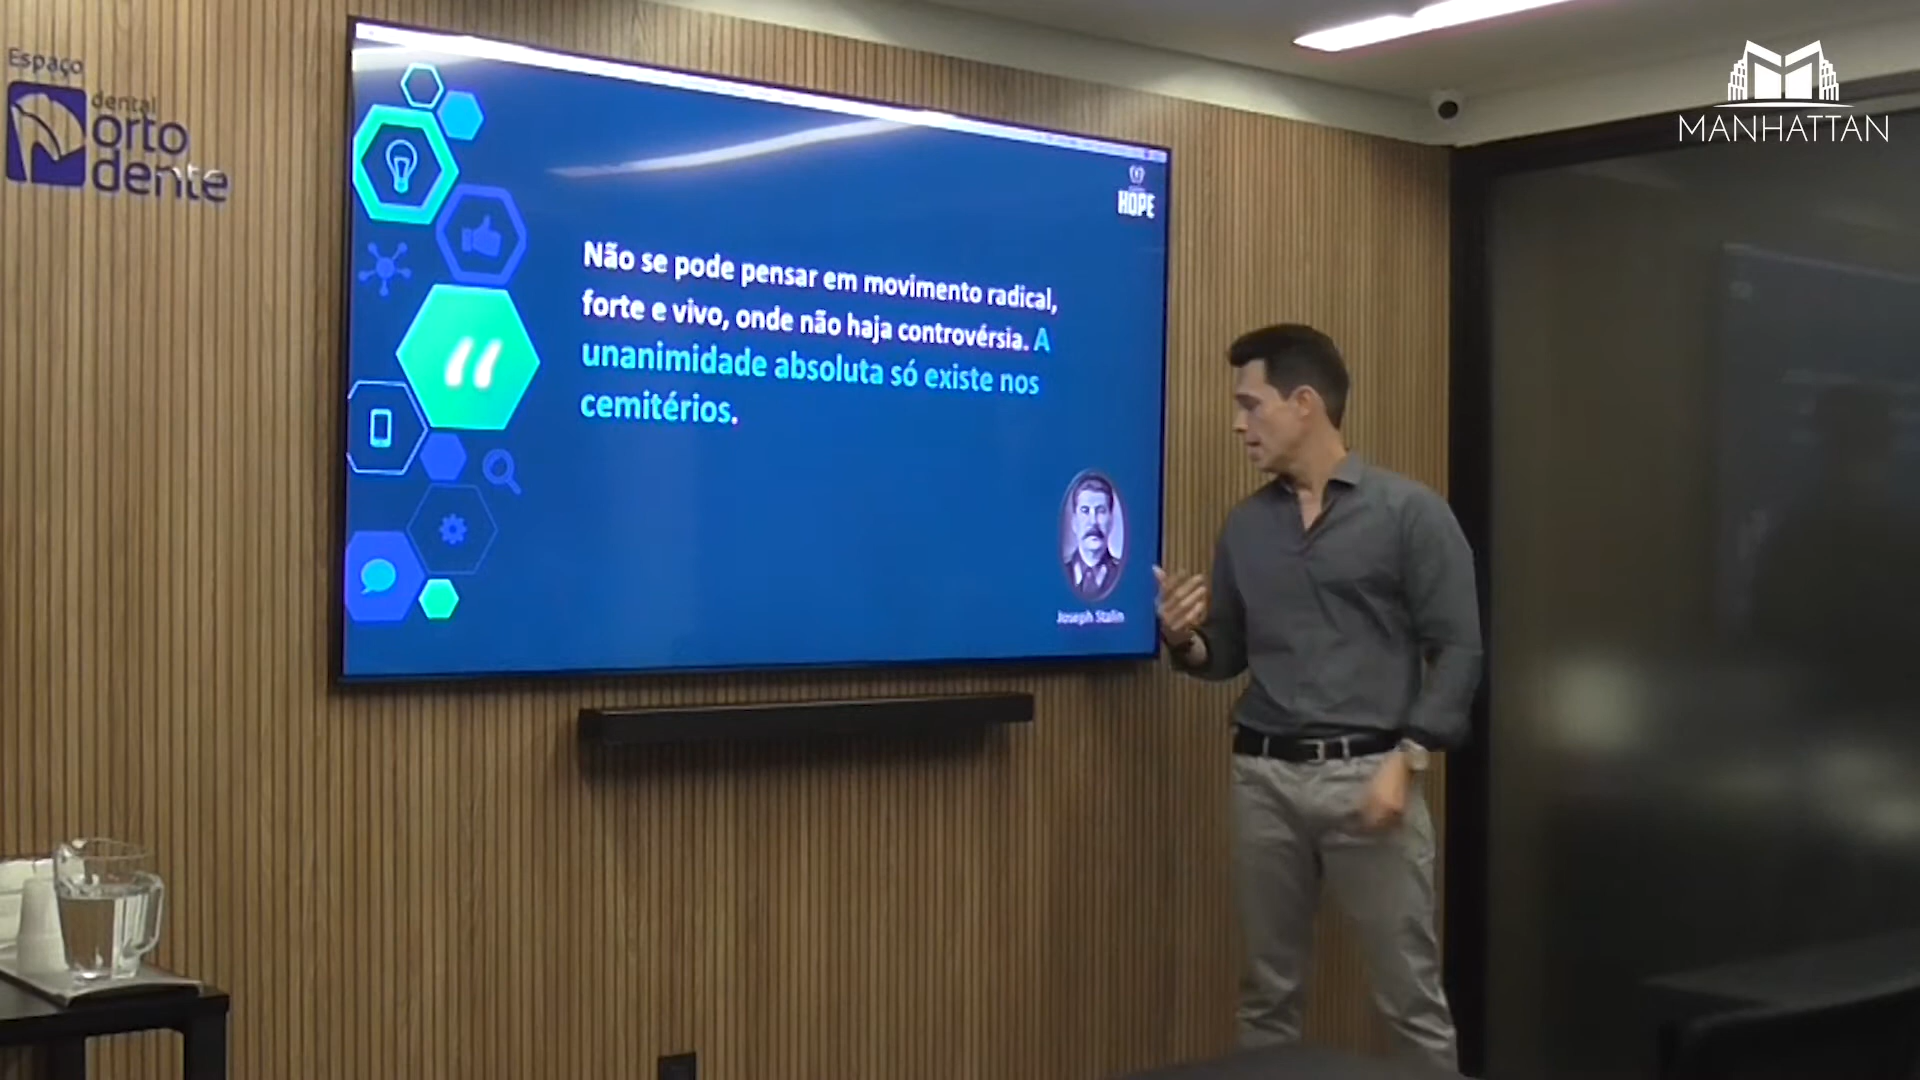 Espaço
dental
orto
dente
MANHATTAN
HOPE
Não se pode pensar em movimento radical,
forte e vivo, onde não haja controvérsia. A
unanimidade absoluta só existe nos
cemitérios.
Joseph Stalin